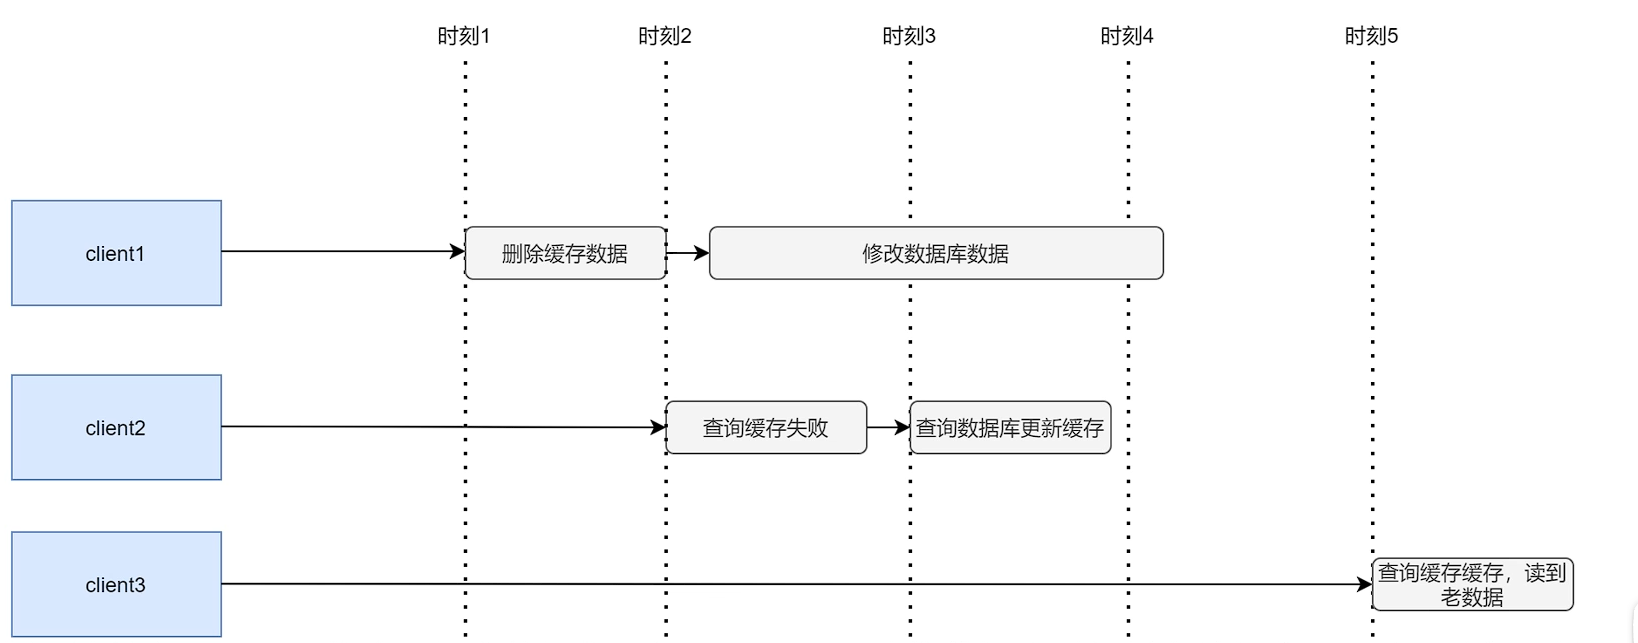 时刻1
时刻2
时刻3
时刻4
时刻5
client1
删除缓存数据
修改数据库数据
client2
查询缓存失败
查询数据库更新缓存
client3
查询缓存缓存，读到
老数据